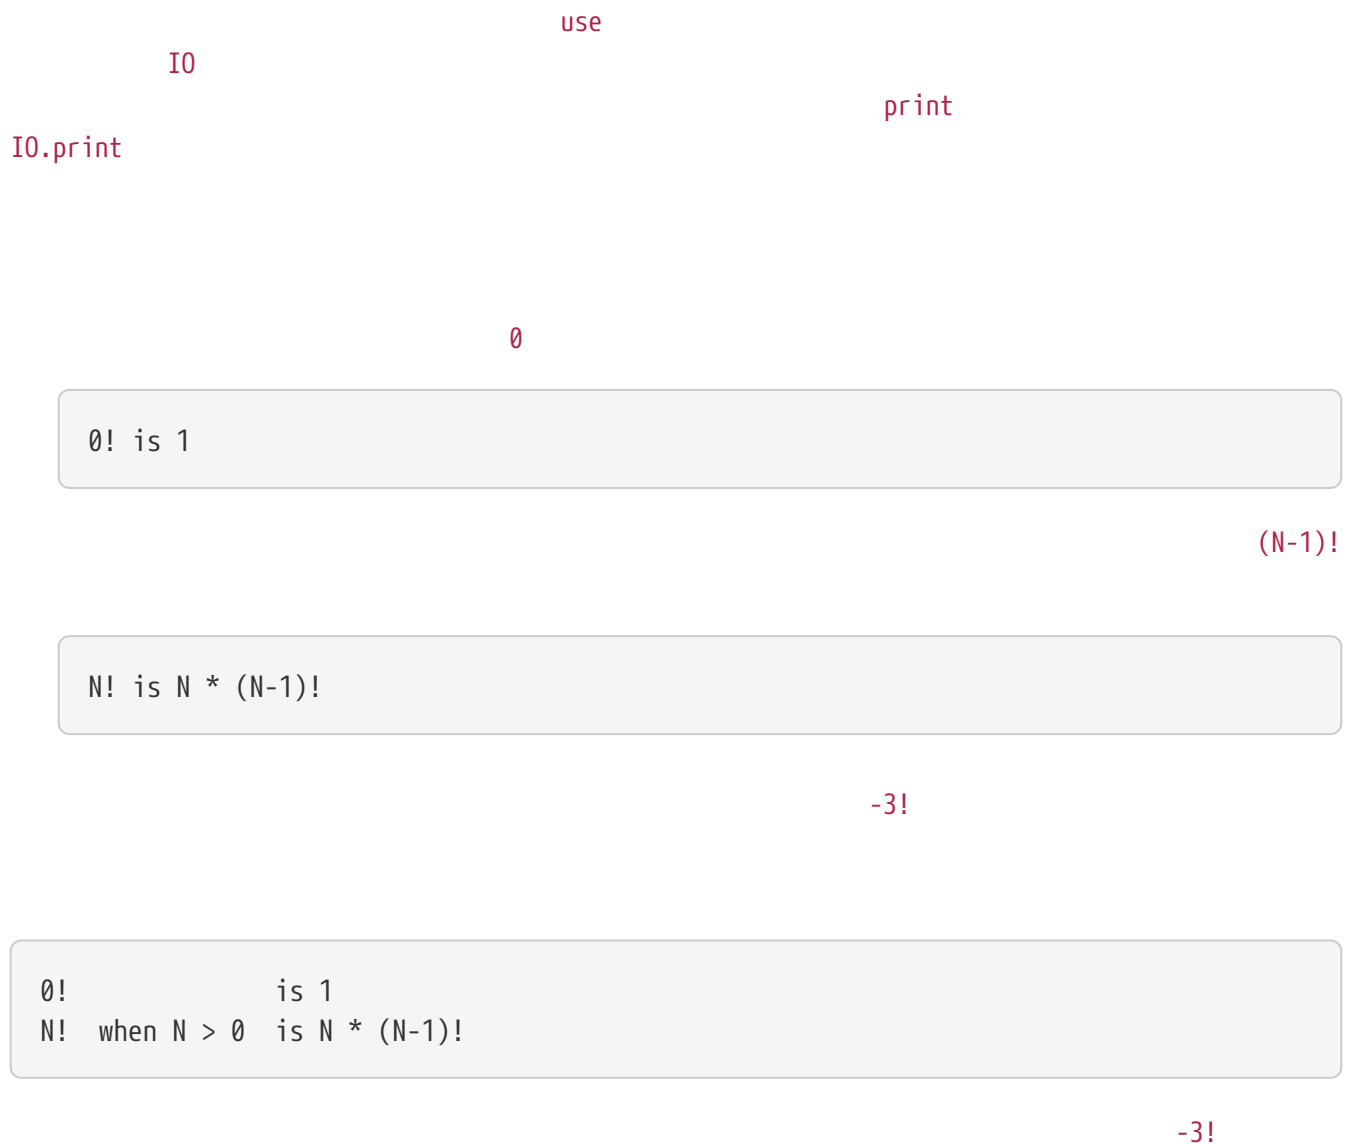 use
IO
print
IO.print
0
0! is 1
(N-1)!
N! is N * (N-1)!
-3!
0!               is 1
N!  when N > 0  is N * (N-1)!
-3!